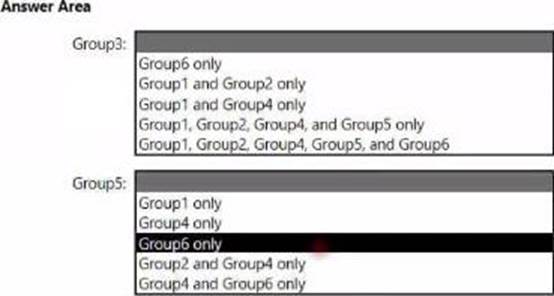 Answer Area
Group3:
Group6 only
Group1 and Group2 only
Group1 and Group4 only
Group1, Group2, Group4, and Group5 only
Group1, Group2, Group4, Group5, and Group6
Group5:
Group1 only
Group4 only
Group6 only
Group2 and Group4 only
Group4 and Group6 only